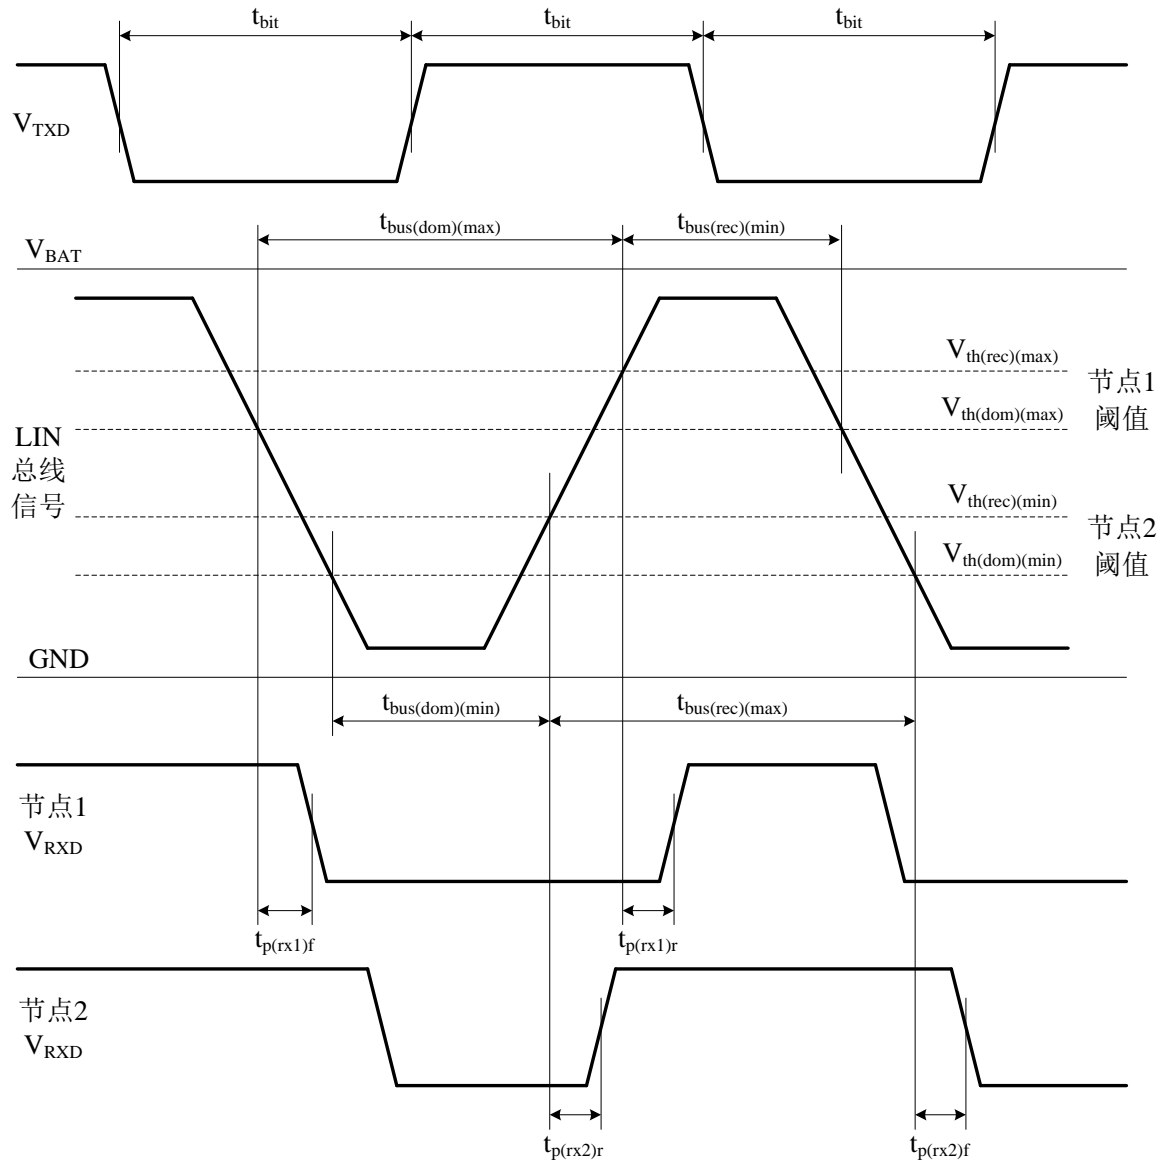 t_bit t_bit t_bit
V_TXD
t_bus(dom)(max) t_bus(rec)(min)
V_BAT
V_th(rec)(max)
节点1
阈值
V_th(dom)(max)
LIN
总线
信号
V_th(rec)(min)
节点2
阈值
V_th(dom)(min)
GND
t_bus(dom)(min) t_bus(rec)(max)
节点1
V_RXD
t_p(rx1)f t_p(rx1)r
节点2
V_RXD
t_p(rx2)r t_p(rx2)f